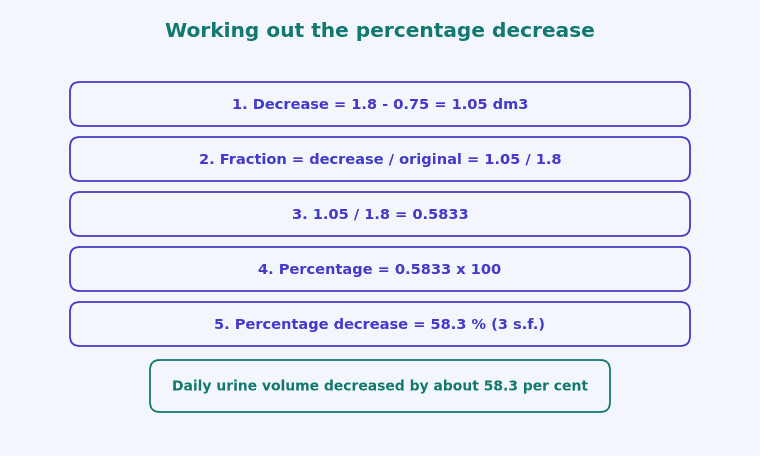 Working out the percentage decrease
1. Decrease = 1.8 - 0.75 = 1.05 dm3
2. Fraction = decrease / original = 1.05 / 1.8
3. 1.05 / 1.8 = 0.5833
4. Percentage = 0.5833 x 100
5. Percentage decrease = 58.3 % (3 s.f.)
Daily urine volume decreased by about 58.3 per cent